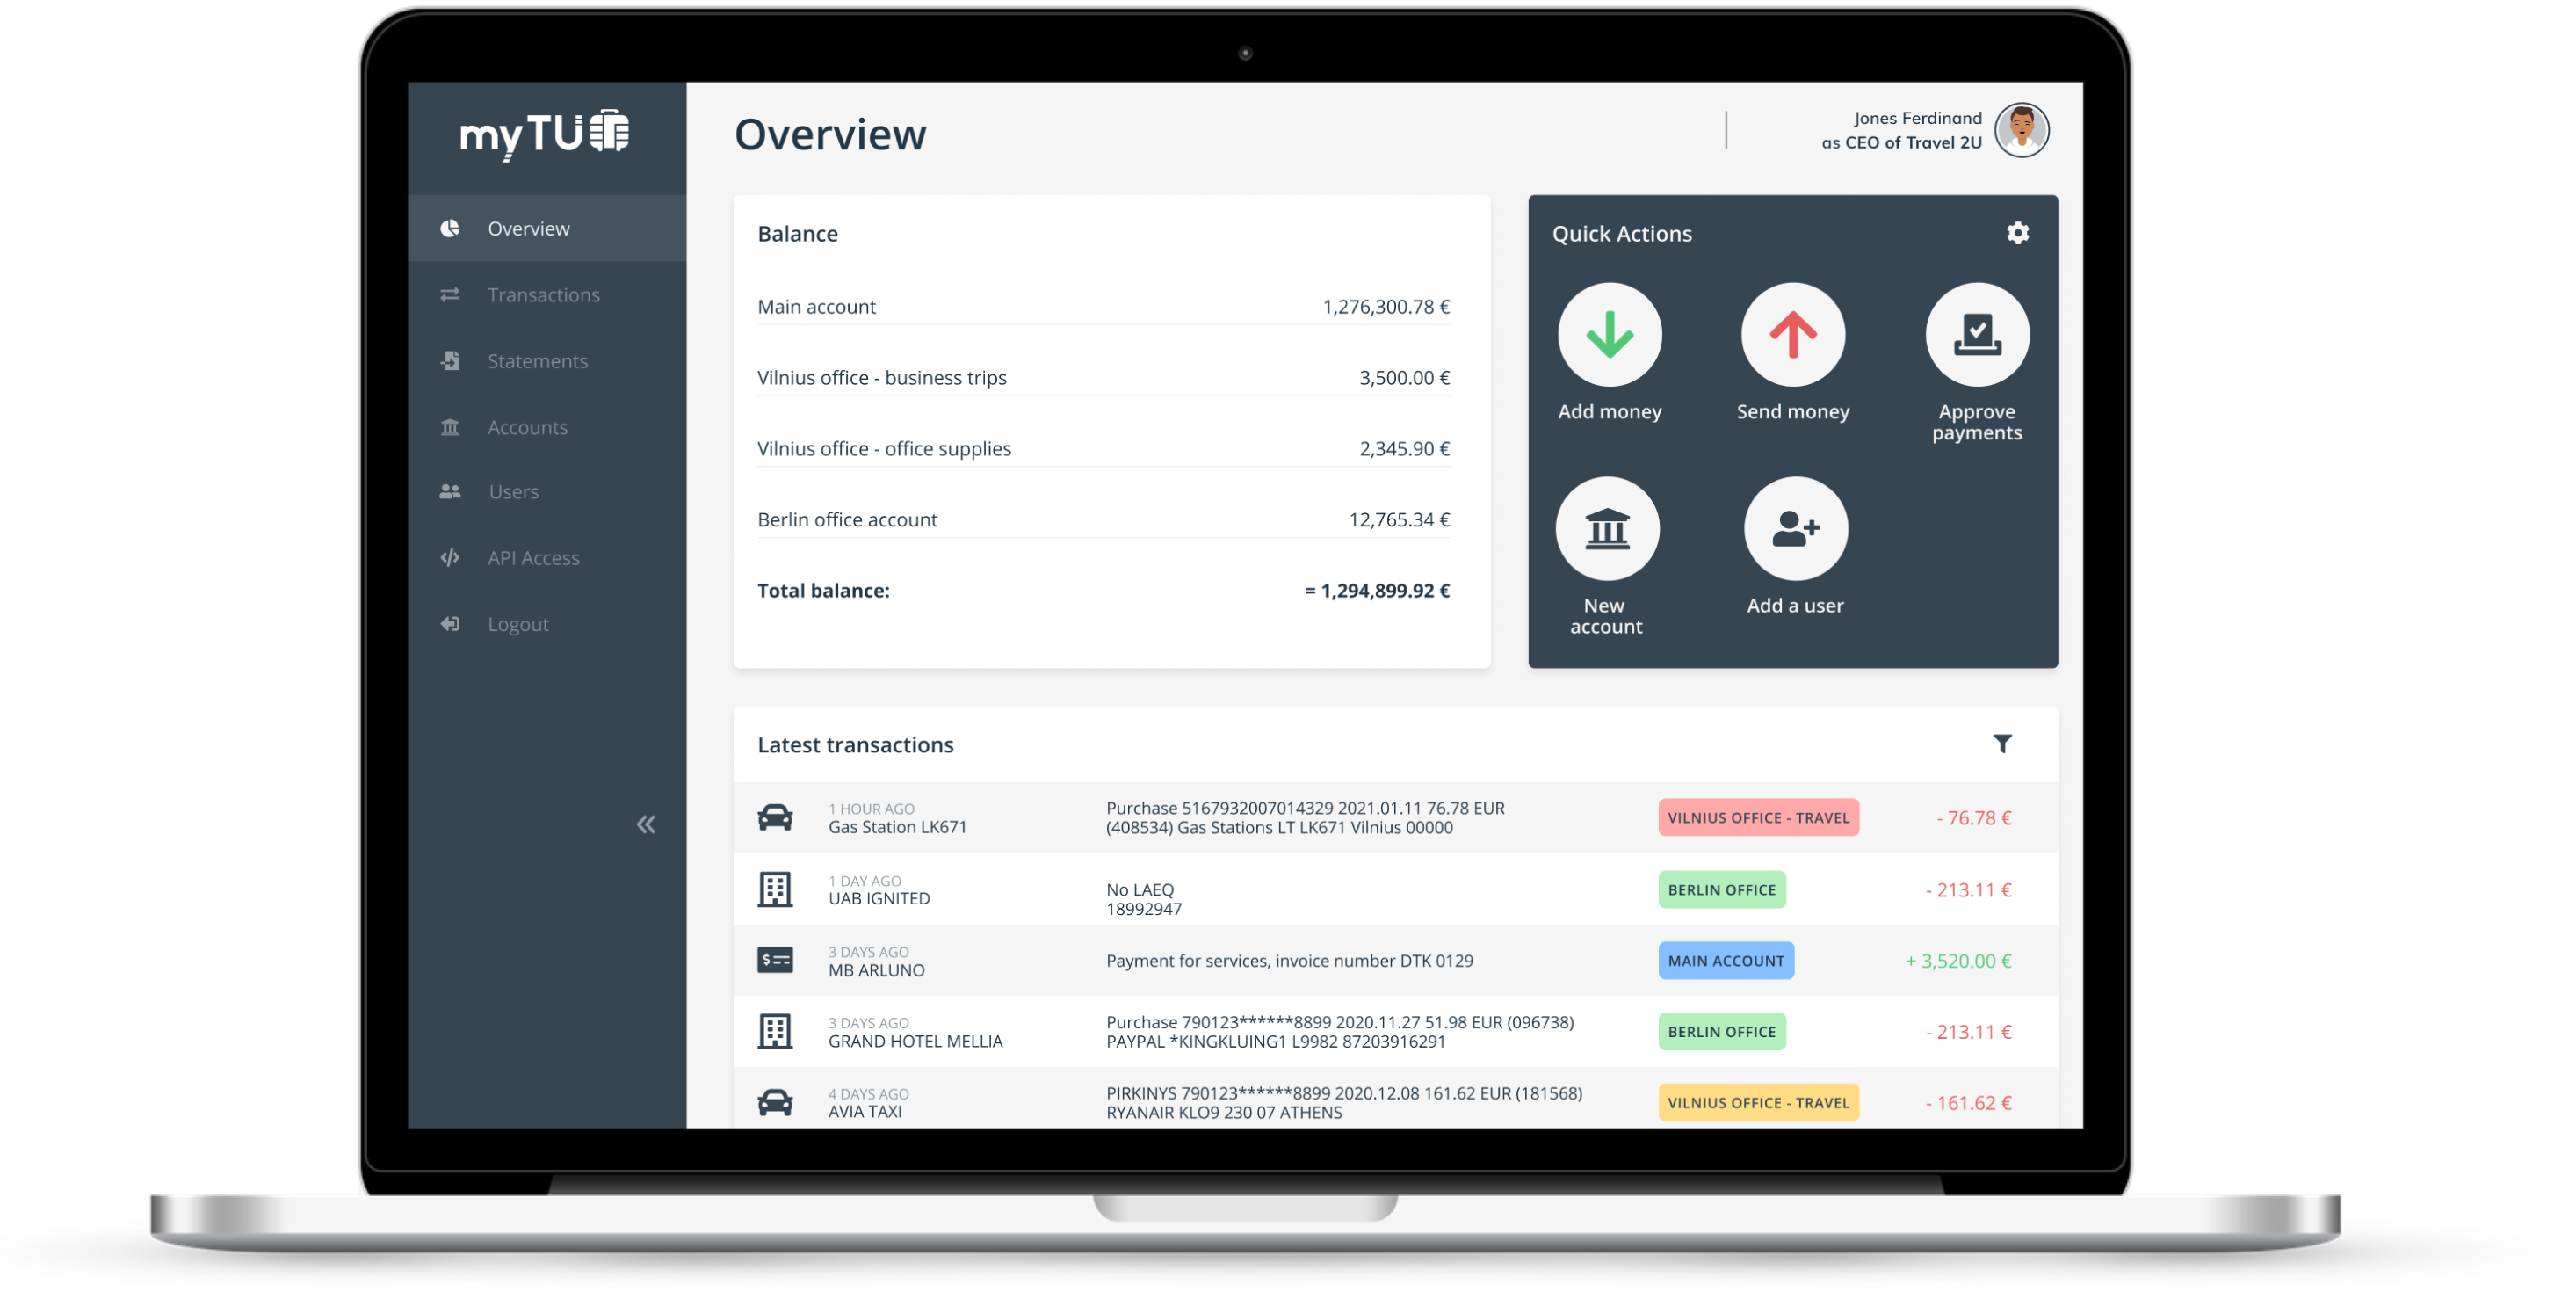 myTU
Overview
Jones Ferdinand
as CEO of Travel 2U
Overview
Transactions
Statements
Accounts
Users
API Access
Logout
Balance
Main account 1,276,300.78 €
Vilnius office - business trips 3,500.00 €
Vilnius office - office supplies 2,345.90 €
Berlin office account 12,765.34 €
Total balance: = 1,294,899.92 €
Quick Actions
Add money
Send money
Approve
payments
New
account
Add a user
Latest transactions
1 HOUR AGO
Gas Station LK671
Purchase 5167932007014329 2021.01.11 76.78 EUR
(408534) Gas Stations LT LK671 Vilnius 00000
VILNIUS OFFICE - TRAVEL
- 76.78 €
1 DAY AGO
UAB IGNITED
No LAEQ
18992947
BERLIN OFFICE
- 213.11 €
3 DAYS AGO
MB ARLUNO
Payment for services, invoice number DTK 0129
MAIN ACCOUNT
+ 3,520.00 €
3 DAYS AGO
GRAND HOTEL MELLIA
Purchase 790123******8899 2020.11.27 51.98 EUR (096738)
PAYPAL *KINGKLUING1 L9982 87203916291
BERLIN OFFICE
- 213.11 €
4 DAYS AGO
AVIA TAXI
PIRKINYS 790123******8899 2020.12.08 161.62 EUR (181568)
RYANAIR KLO9 230 07 ATHENS
VILNIUS OFFICE - TRAVEL
- 161.62 €